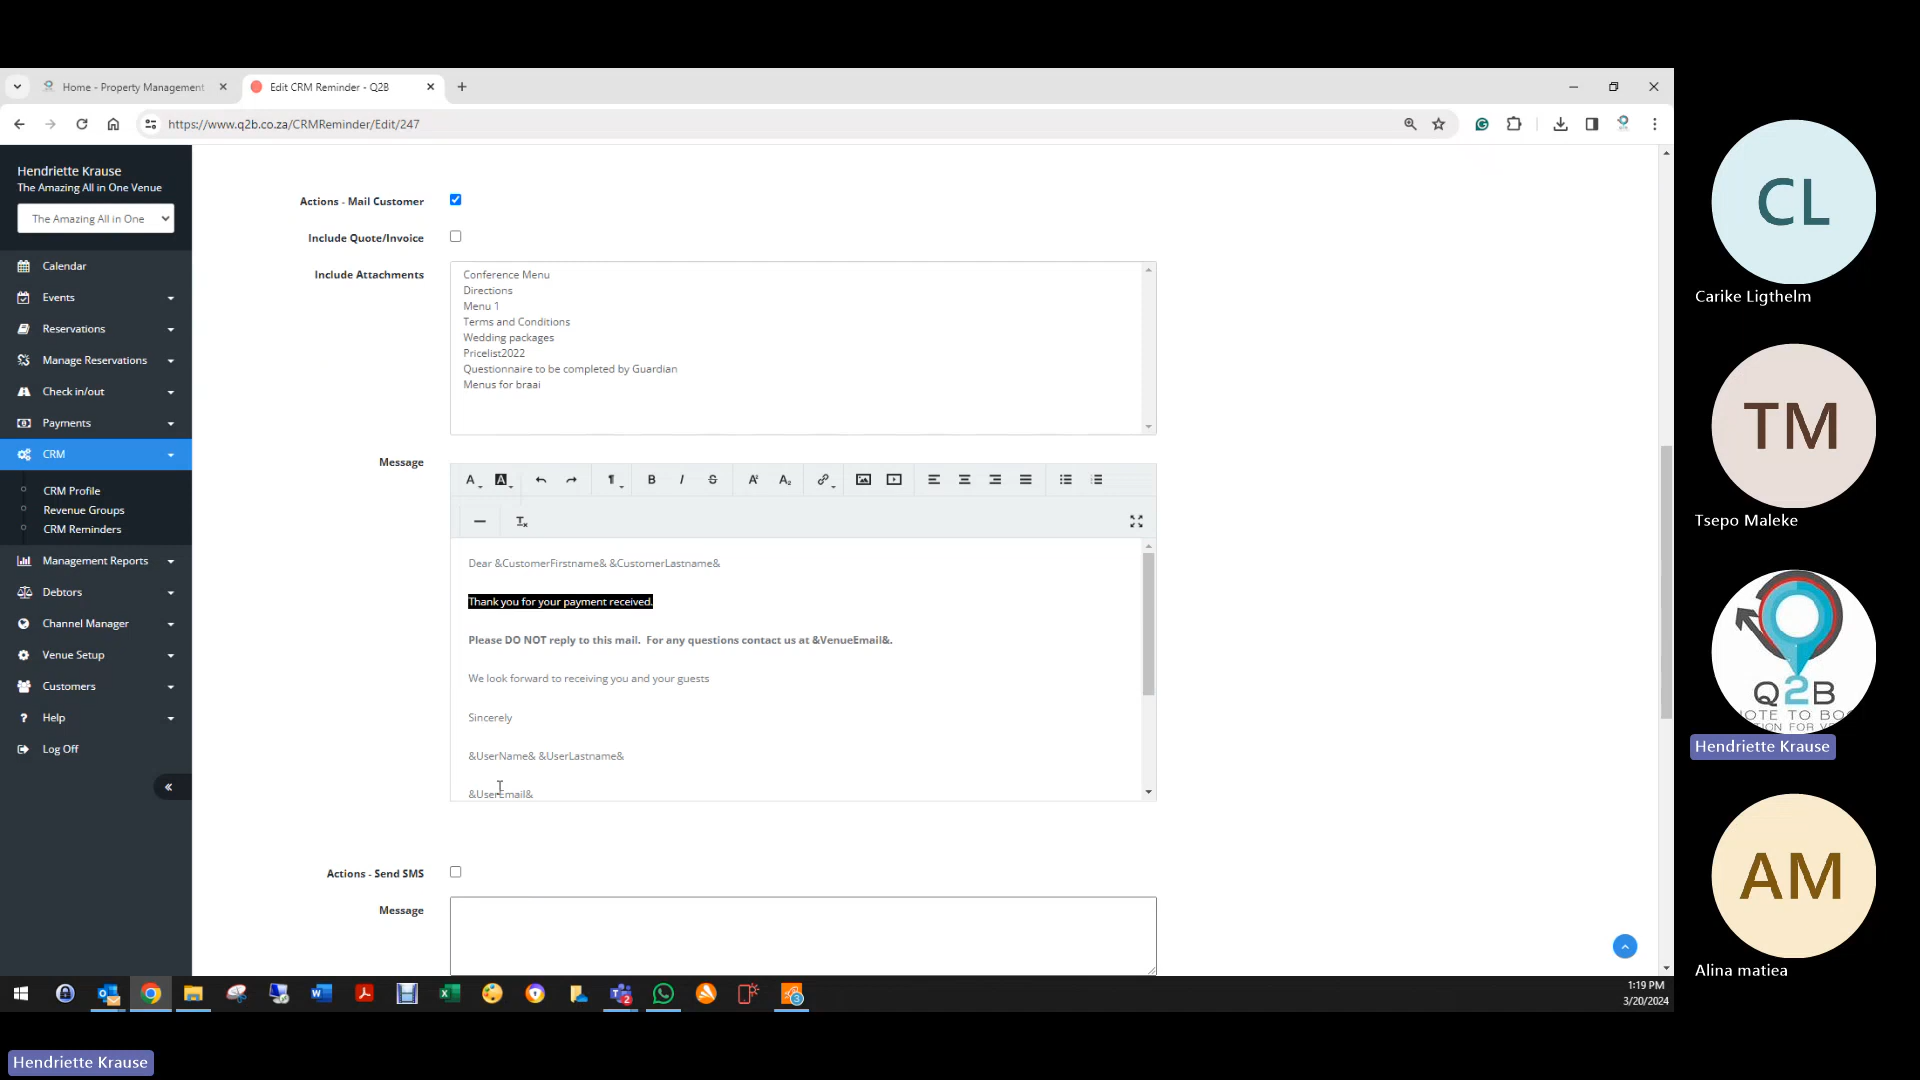 Home - Property Management
Edit CRM Reminder - Q2B
https://www.q2b.co.za/CRMReminder/Edit/247
Hendriette Krause
The Amazing All in One Venue
The Amazing All in One
Calendar
Events
Reservations
Manage Reservations
Check in/out
Payments
CRM
CRM Profile
Revenue Groups
CRM Reminders
Management Reports
Debtors
Channel Manager
Venue Setup
Customers
Help
Log Off
Actions - Mail Customer
Include Quote/Invoice
Include Attachments
Conference Menu
Directions
Menu 1
Terms and Conditions
Wedding packages
Pricelist2022
Questionnaire to be completed by Guardian
Menus for braai
Message
Dear &CustomerFirstname& &CustomerLastname&
Thank you for your payment received.
Please DO NOT reply to this mail.  For any questions contact us at &VenueEmail&.
We look forward to receiving you and your guests
Sincerely
&UserName& &UserLastname&
&UserEmail&
Actions - Send SMS
Message
CL
Carike Ligthelm
TM
Tsepo Maleke
Q2B
Hendriette Krause
AM
Alina matiea
1:19 PM
3/20/2024
Hendriette Krause